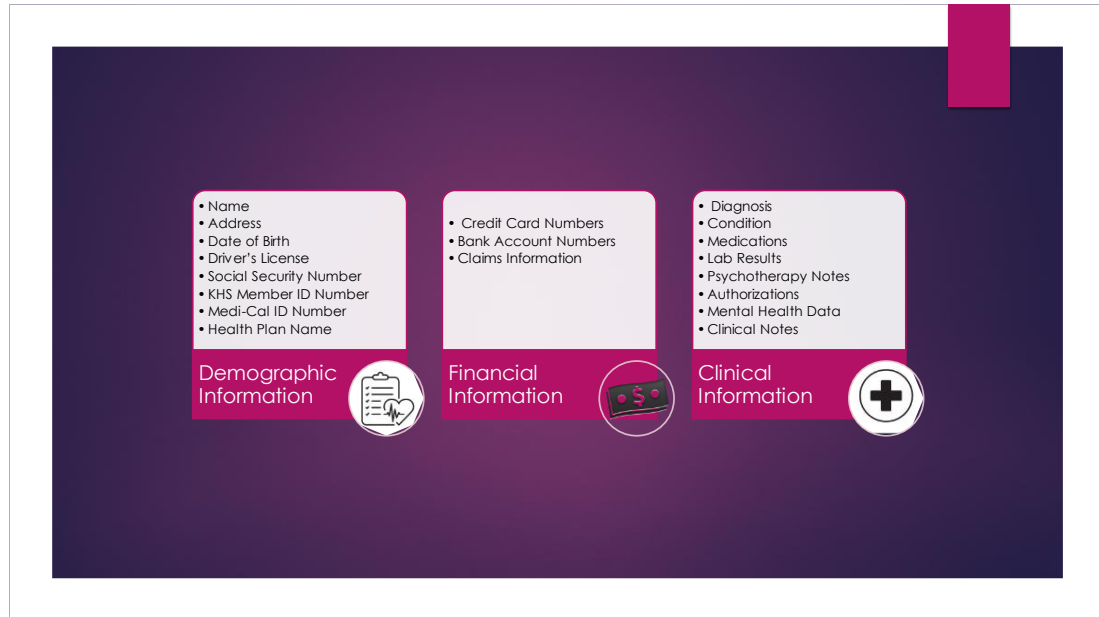 • Name
• Address
• Date of Birth
• Driver’s License
• Social Security Number
• KHS Member ID Number
• Medi-Cal ID Number
• Health Plan Name
Demographic
Information
• Credit Card Numbers
• Bank Account Numbers
• Claims Information
Financial
Information
$
• Diagnosis
• Condition
• Medications
• Lab Results
• Psychotherapy Notes
• Authorizations
• Mental Health Data
• Clinical Notes
Clinical
Information